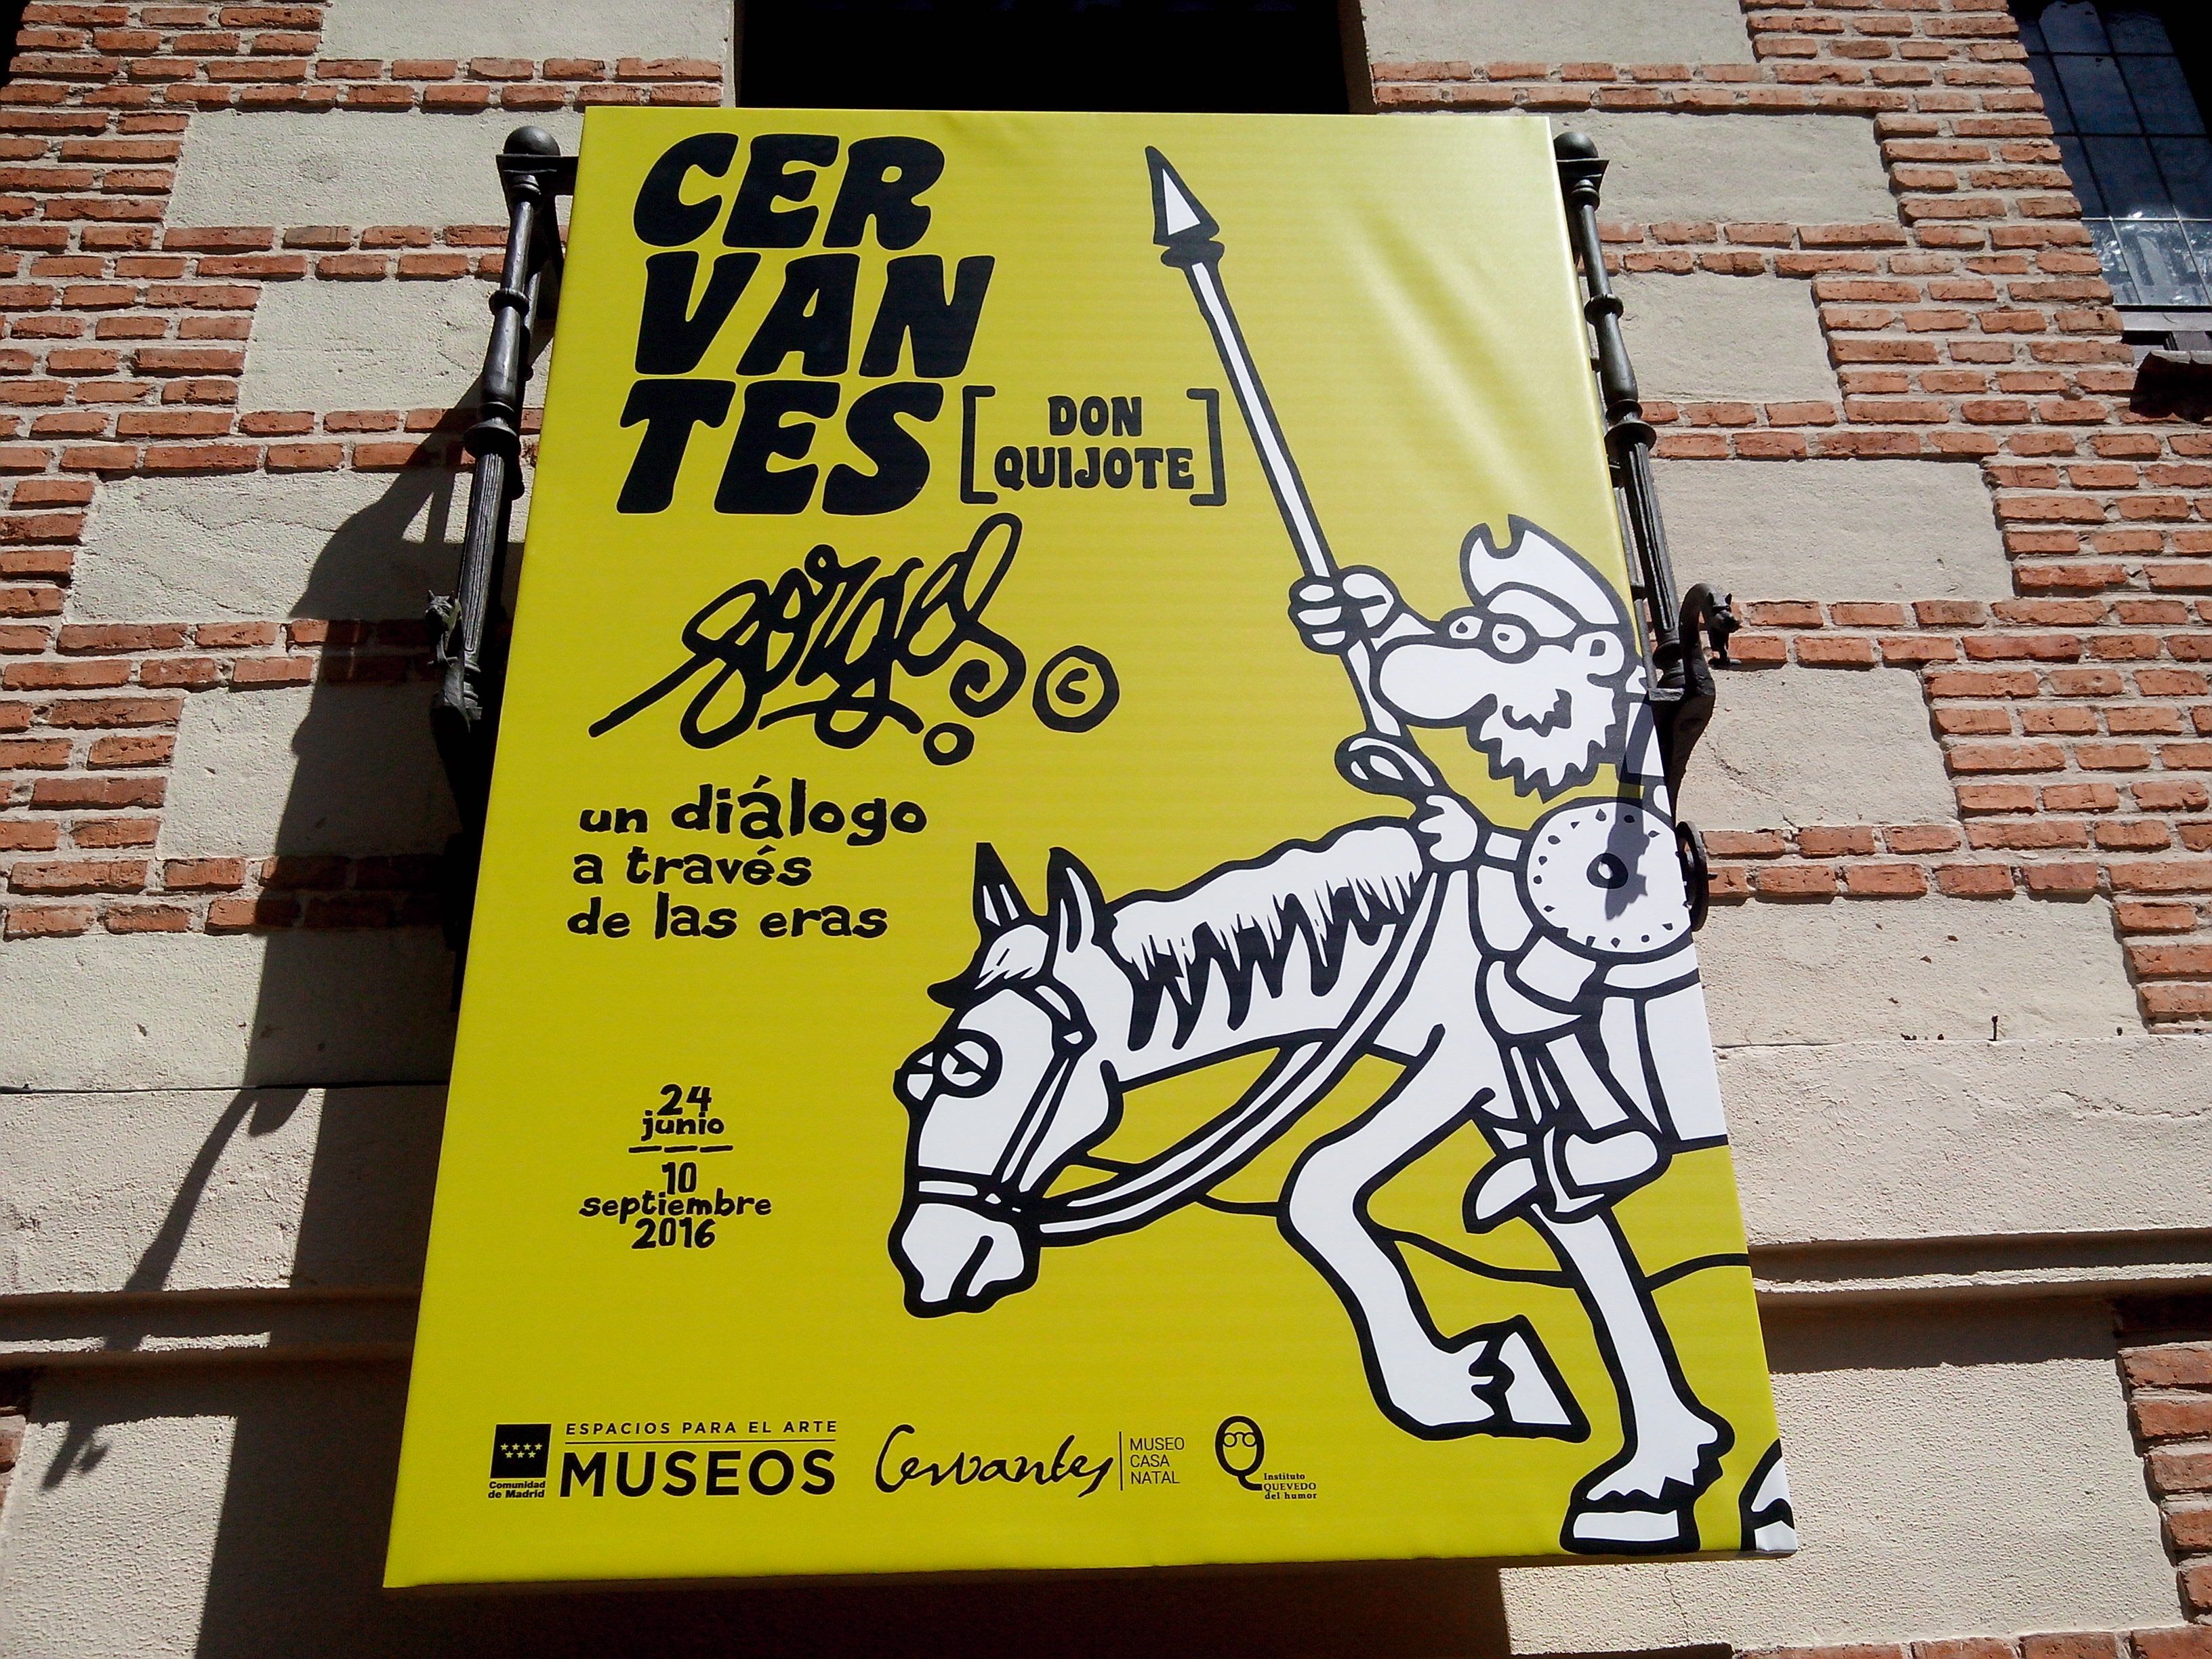 CER
VAN
TES
[DON
QUIJOTE]
Forges ©
un diálogo
a través
de las eras
24
junio
10
septiembre
2016
Comunidad
de Madrid
ESPACIOS PARA EL ARTE
MUSEOS
Cervantes
MUSEO
CASA
NATAL
Instituto
QUEVEDO
del humor